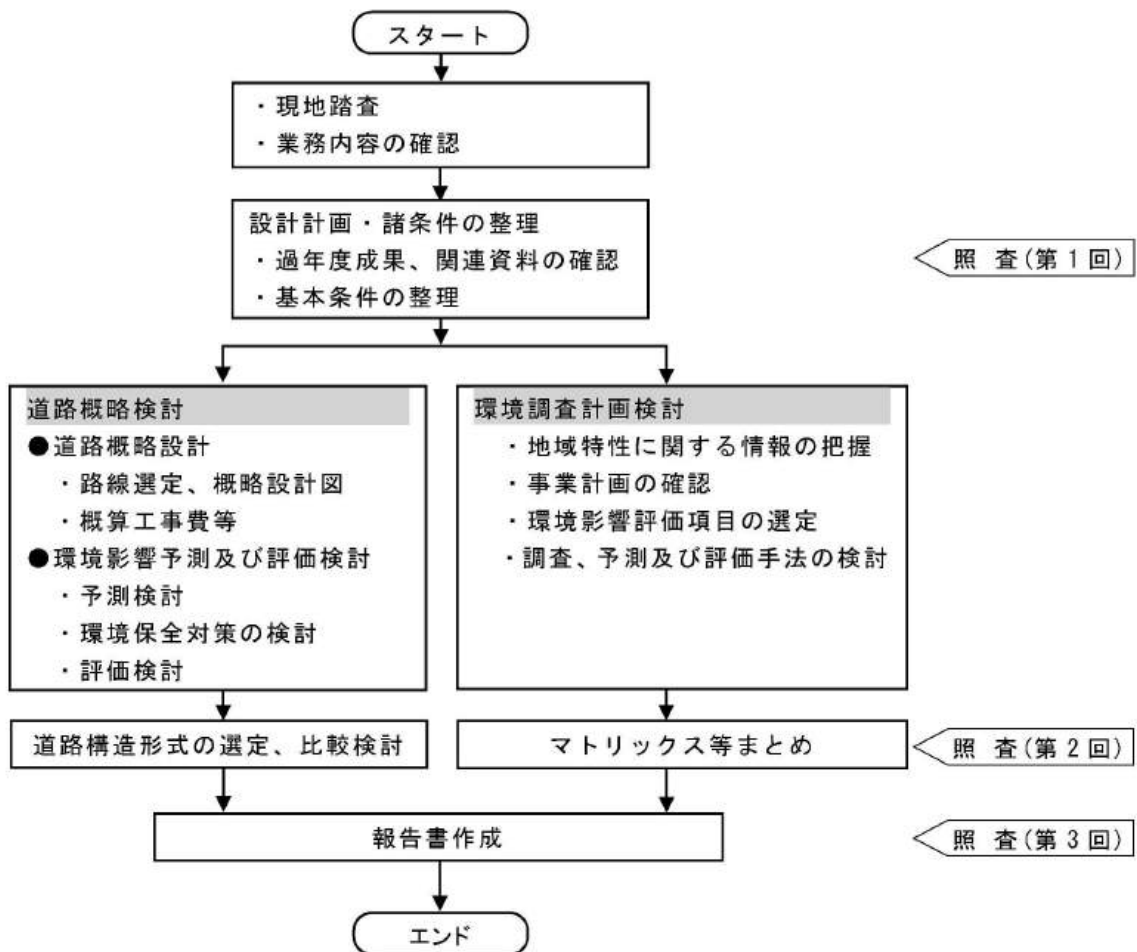 スタート
・現地踏査
・業務内容の確認
設計計画・諸条件の整理
・過年度成果、関連資料の確認
・基本条件の整理
照 査(第1回)
道路概略検討
●道路概略設計
・路線選定、概略設計図
・概算工事費等
●環境影響予測及び評価検討
・予測検討
・環境保全対策の検討
・評価検討
環境調査計画検討
・地域特性に関する情報の把握
・事業計画の確認
・環境影響評価項目の選定
・調査、予測及び評価手法の検討
道路構造形式の選定、比較検討
マトリックス等まとめ
照 査(第2回)
報告書作成
照 査(第3回)
エンド